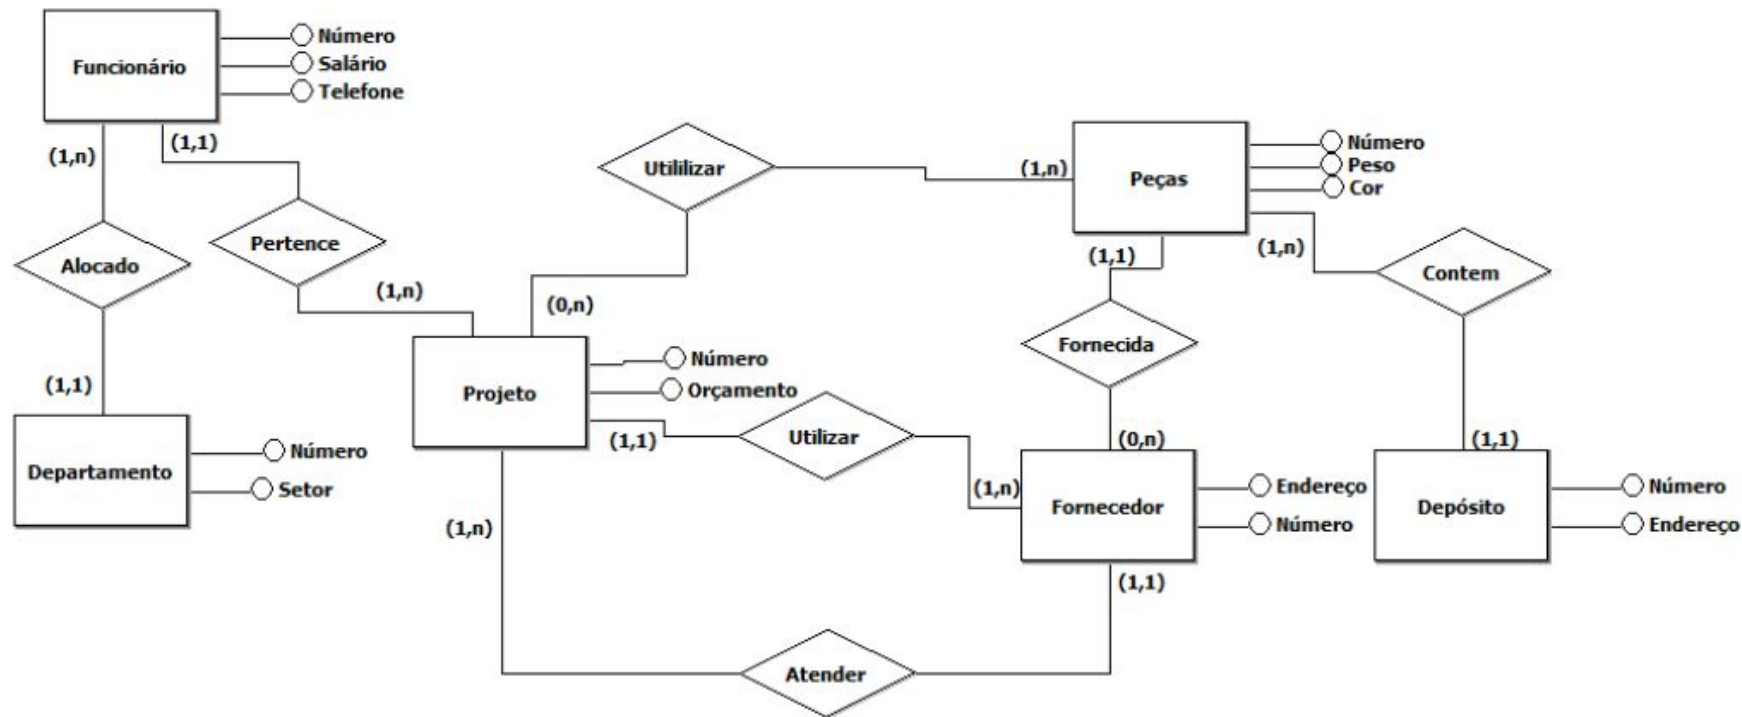 Funcionário
Número
Salário
Telefone
(1,n)
(1,1)
Alocado
Pertence
(1,n)
(1,1)
Departamento
Número
Setor
Utililizar
(1,n)
(0,n)
Peças
Número
Peso
Cor
(1,1)
(1,n)
Contem
Fornecida
Projeto
Número
Orçamento
(1,1)
Utilizar
(1,n)
(0,n)
(1,1)
Fornecedor
Endereço
Número
Depósito
Número
Endereço
(1,n)
(1,1)
Atender